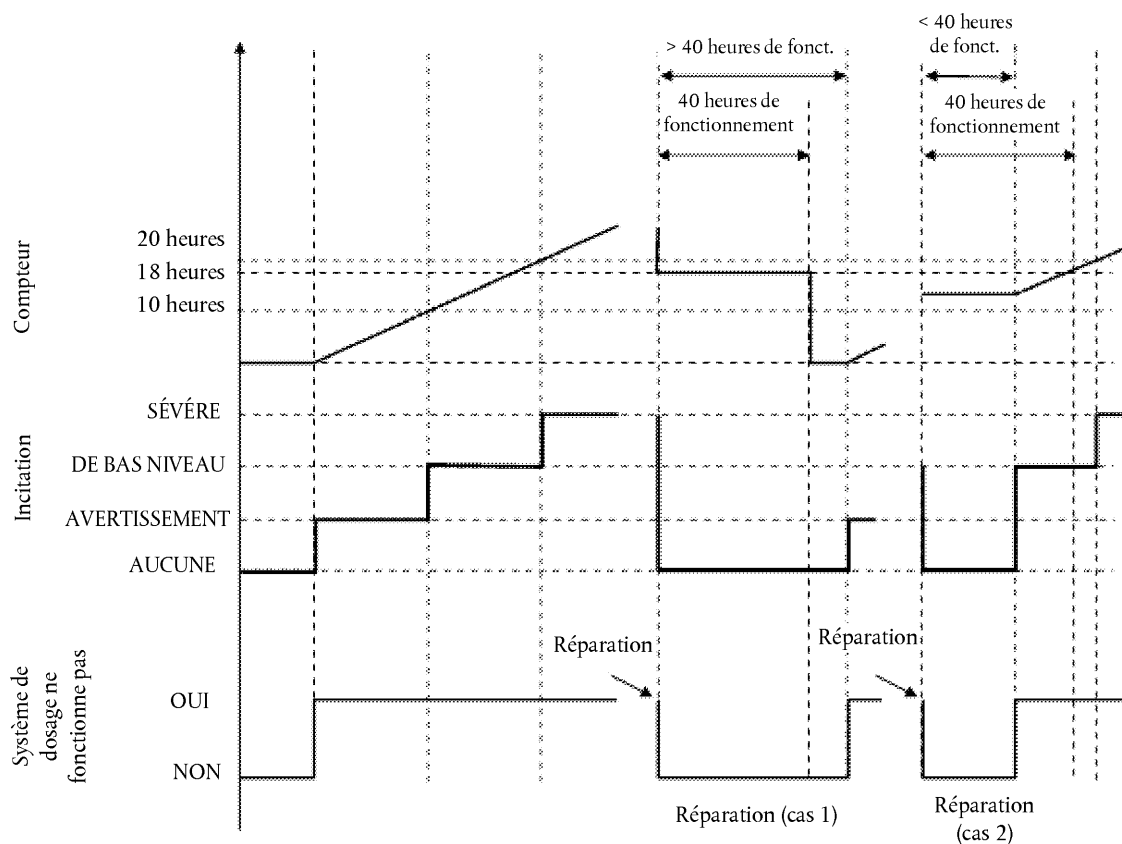 < 40 heures
de fonct.
> 40 heures de fonct.
40 heures de
fonctionnement
40 heures de
fonctionnement
Compteur
20 heures
18 heures
10 heures
Incitation
SÉVÉRE
DE BAS NIVEAU
AVERTISSEMENT
AUCUNE
Système de
dosage ne
fonctionne pas
OUI
NON
Réparation
Réparation
Réparation (cas 1)
Réparation
(cas 2)